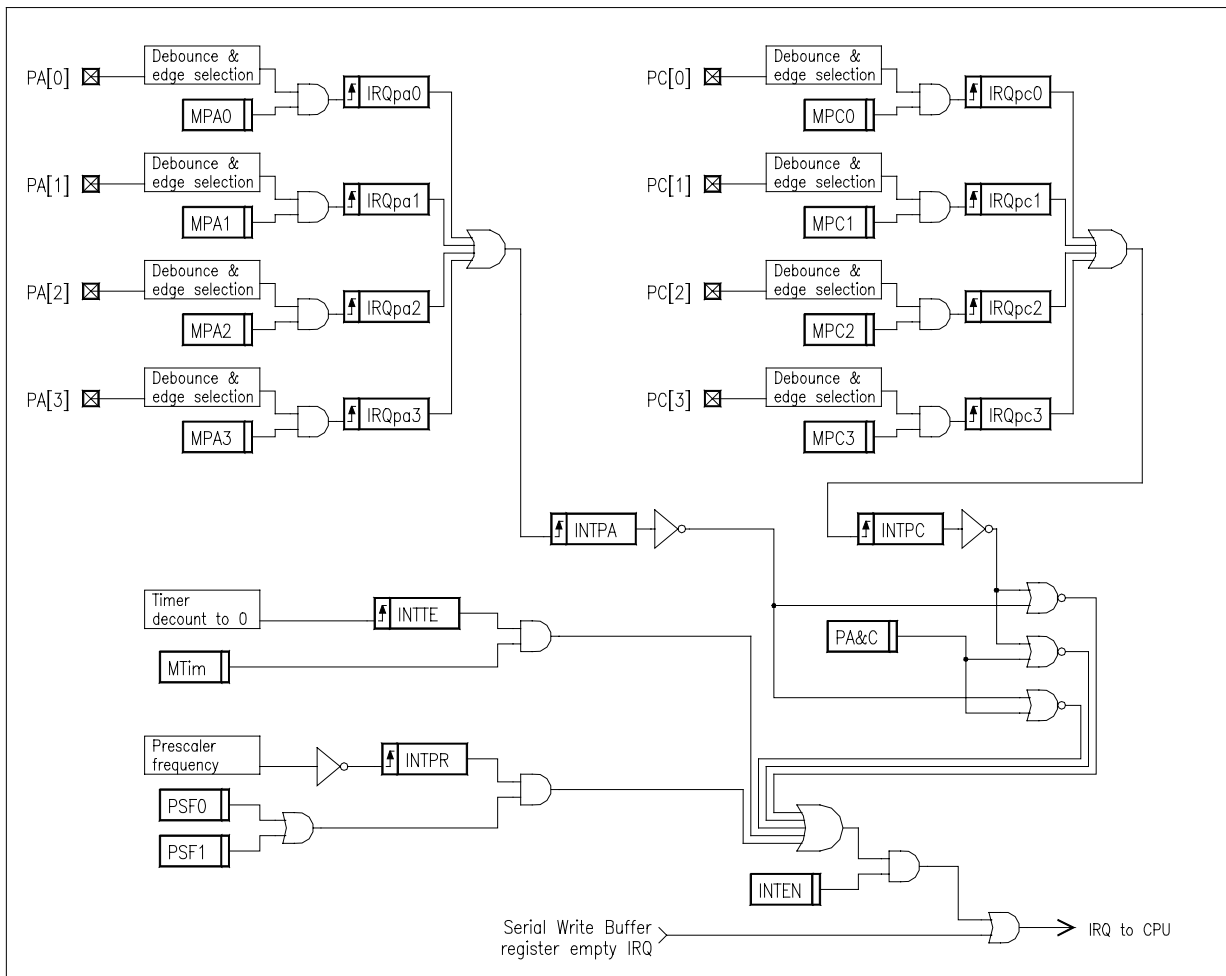 Debounce &
edge selection
PA[0]
MPA0
IRQpa0
Debounce &
edge selection
PA[1]
MPA1
IRQpa1
Debounce &
edge selection
PA[2]
MPA2
IRQpa2
Debounce &
edge selection
PA[3]
MPA3
IRQpa3
Debounce &
edge selection
PC[0]
MPC0
IRQpc0
Debounce &
edge selection
PC[1]
MPC1
IRQpc1
Debounce &
edge selection
PC[2]
MPC2
IRQpc2
Debounce &
edge selection
PC[3]
MPC3
IRQpc3
INTPA
INTPC
Timer
decount to 0
INTTE
MTim
PA&C
Prescaler
frequency
INTPR
PSF0
PSF1
INTEN
Serial Write Buffer
register empty IRQ
IRQ to CPU